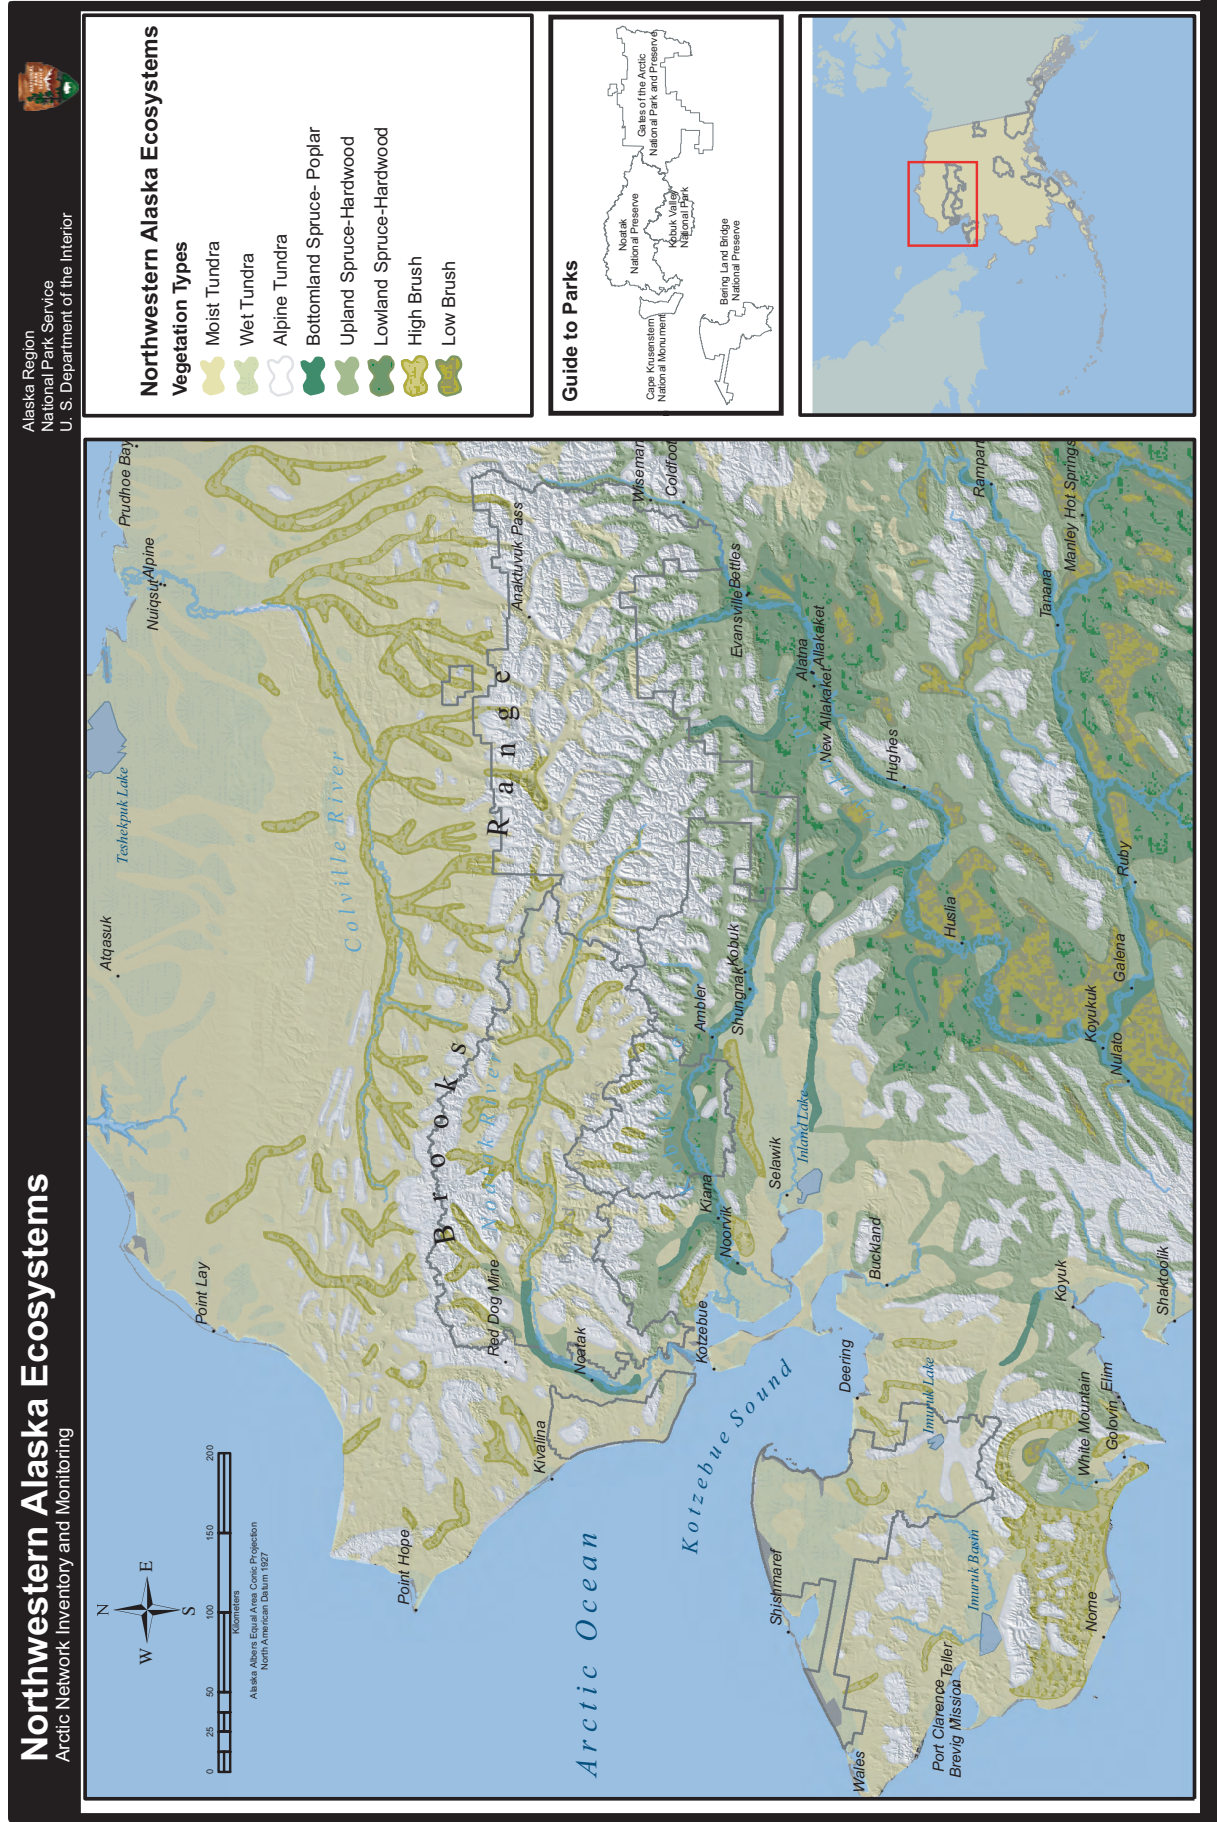 Northwestern Alaska Ecosystems
Arctic Network Inventory and Monitoring
Alaska Region
National Park Service
U. S. Department of the Interior
N
W
E
S
0
25
50
100
150
200
Kilometers
Alaska Albers Equal Area Conic Projection
North American Datum 1927
Prudhoe Bay
Alpine
Nuiqsut
Teshekpuk Lake
Atqasuk
Point Lay
Colville River
Anaktuvuk Pass
Brooks Range
Wiseman
Coldfoot
Noatak River
Red Dog Mine
Point Hope
Kivalina
Noatak
Evansville
Bettles
Ambler
Shungnak
Kobuk
Kiana
Noorvik
Kotzebue
Selawik
Inland Lake
Alatna
Allakaket
New Allakaket
Hughes
Rampart
Manley Hot Springs
Tanana
Huslia
Ruby
Galena
Koyukuk
Nulato
Buckland
Koyuk
Shaktoolik
Deering
Imuruk Lake
Elim
Golovin
White Mountain
Kotzebue Sound
Arctic Ocean
Shishmaref
Imuruk Basin
Nome
Teller
Port Clarence
Brevig Mission
Wales
Northwestern Alaska Ecosystems
Vegetation Types
Moist Tundra
Wet Tundra
Alpine Tundra
Bottomland Spruce- Poplar
Upland Spruce-Hardwood
Lowland Spruce-Hardwood
High Brush
Low Brush
Guide to Parks
Gates of the Arctic
National Park and Preserve
Noatak
National Preserve
Kobuk Valley
National Park
Cape Krusenstern
National Monument
Bering Land Bridge
National Preserve